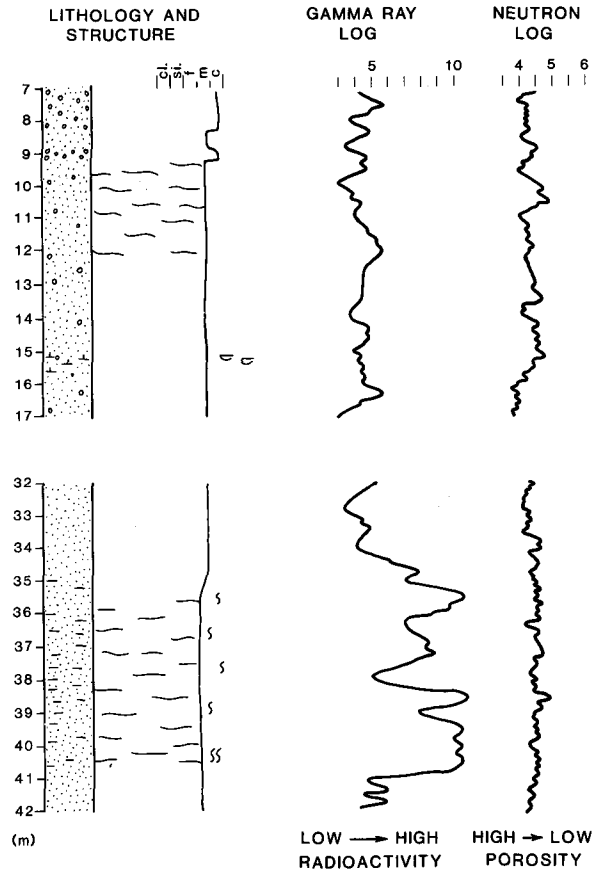 LITHOLOGY AND
STRUCTURE
GAMMA RAY
LOG
NEUTRON
LOG
cl.
si.
f
m
c
5 10
4 5 6
7
8
9
10
11
12
13
14
15
16
17
32
33
34
35
36
37
38
39
40
41
42
(m)
LOW → HIGH
RADIOACTIVITY
HIGH → LOW
POROSITY